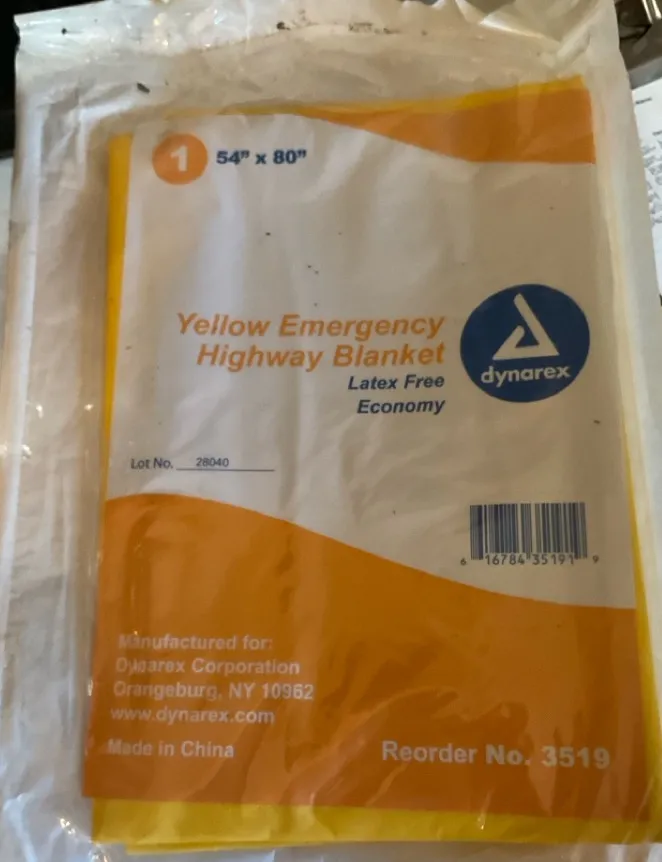 1 54" x 80"
Yellow Emergency
Highway Blanket
Latex Free
Economy
dynarex
Lot No. 28040
6 16784 35191 9
Manufactured for:
Dynarex Corporation
Orangeburg, NY 10962
www.dynarex.com
Made in China
Reorder No. 3519